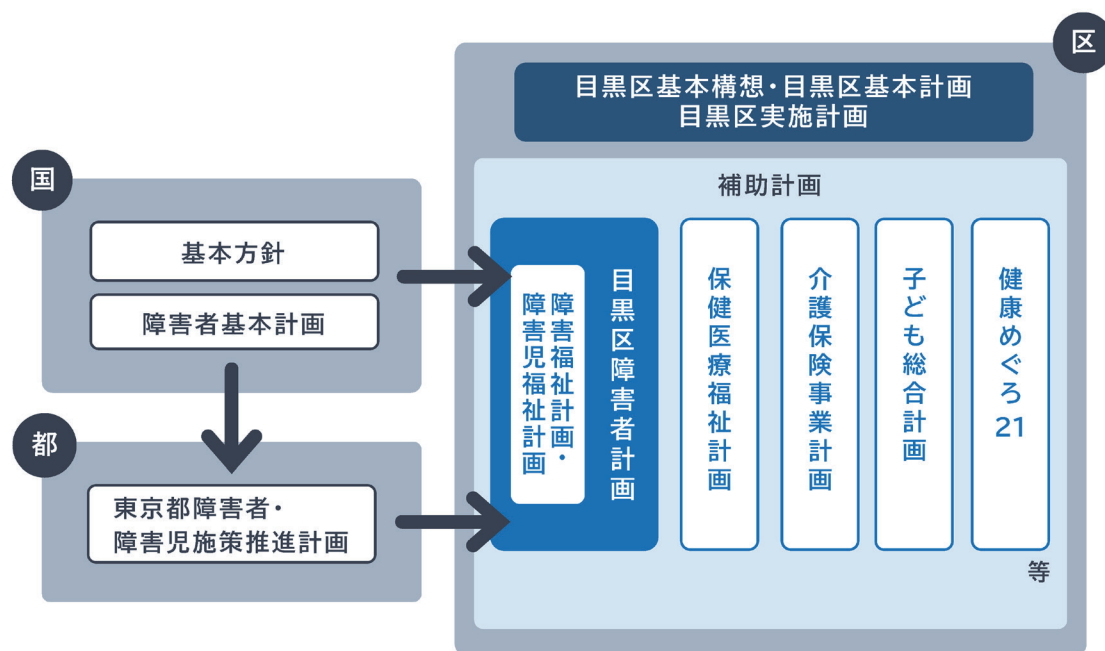 国
基本方針
障害者基本計画
都
東京都障害者・
障害児施策推進計画
区
目黒区基本構想・目黒区基本計画
目黒区実施計画
補助計画
目黒区障害者計画
障害福祉計画・
障害児福祉計画
保健医療福祉計画
介護保険事業計画
子ども総合計画
健康めぐろ21
等